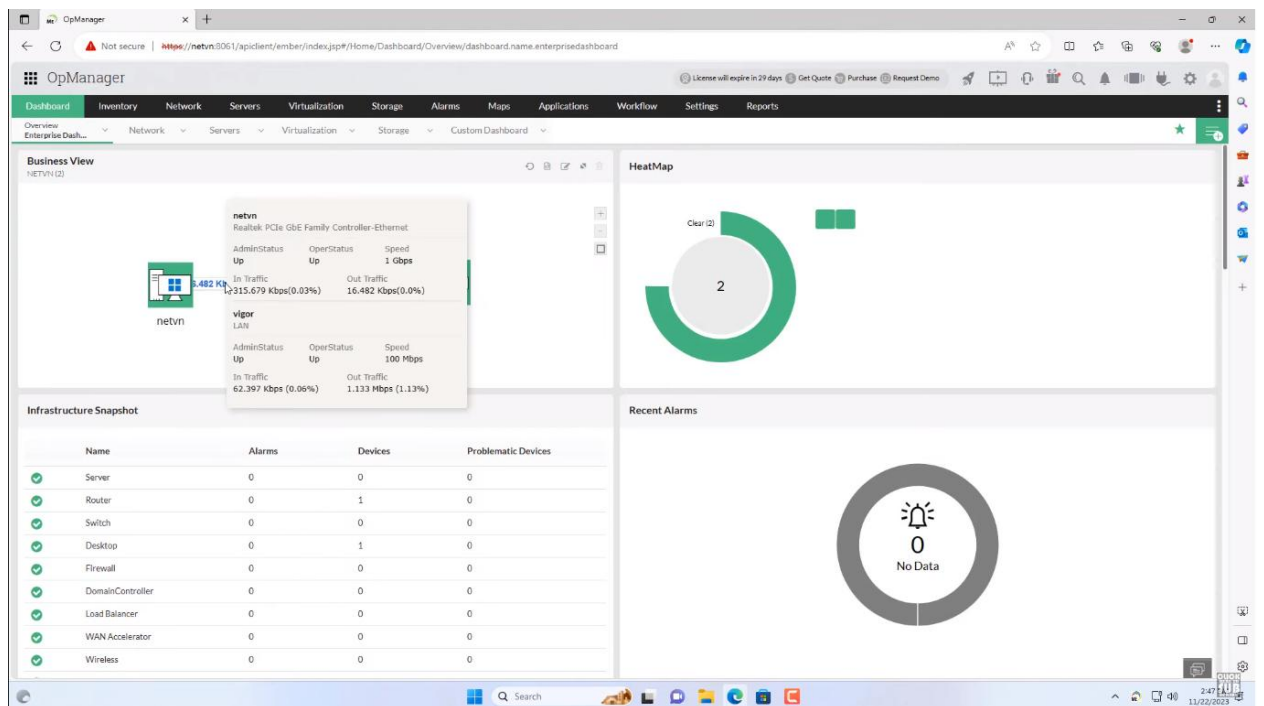 OpManager
Not secure https://netvn:8061/apiclient/ember/index.jsp#/Home/Dashboard/Overview/dashboard.name.enterprisedashboard
OpManager
License will expire in 29 days Get Quote Purchase Request Demo
Dashboard Inventory Network Servers Virtualization Storage Alarms Maps Applications Workflow Settings Reports
Overview
Enterprise Dash... Network Servers Virtualization Storage Custom Dashboard
Business View
NETVN (2)
netvn
Realtek PCIe GbE Family Controller-Ethernet
AdminStatus OperStatus Speed
Up Up 1 Gbps
In Traffic Out Traffic
315.679 Kbps(0.03%) 16.482 Kbps(0.0%)
vigor
LAN
AdminStatus OperStatus Speed
Up Up 100 Mbps
In Traffic Out Traffic
62.397 Kbps (0.06%) 1.133 Mbps (1.13%)
netvn
HeatMap
Clear (2)
2
Infrastructure Snapshot
Name Alarms Devices Problematic Devices
Server 0 0 0
Router 0 1 0
Switch 0 0 0
Desktop 0 1 0
Firewall 0 0 0
DomainController 0 0 0
Load Balancer 0 0 0
WAN Accelerator 0 0 0
Wireless 0 0 0
Recent Alarms
0
No Data
Search
11/22/2023